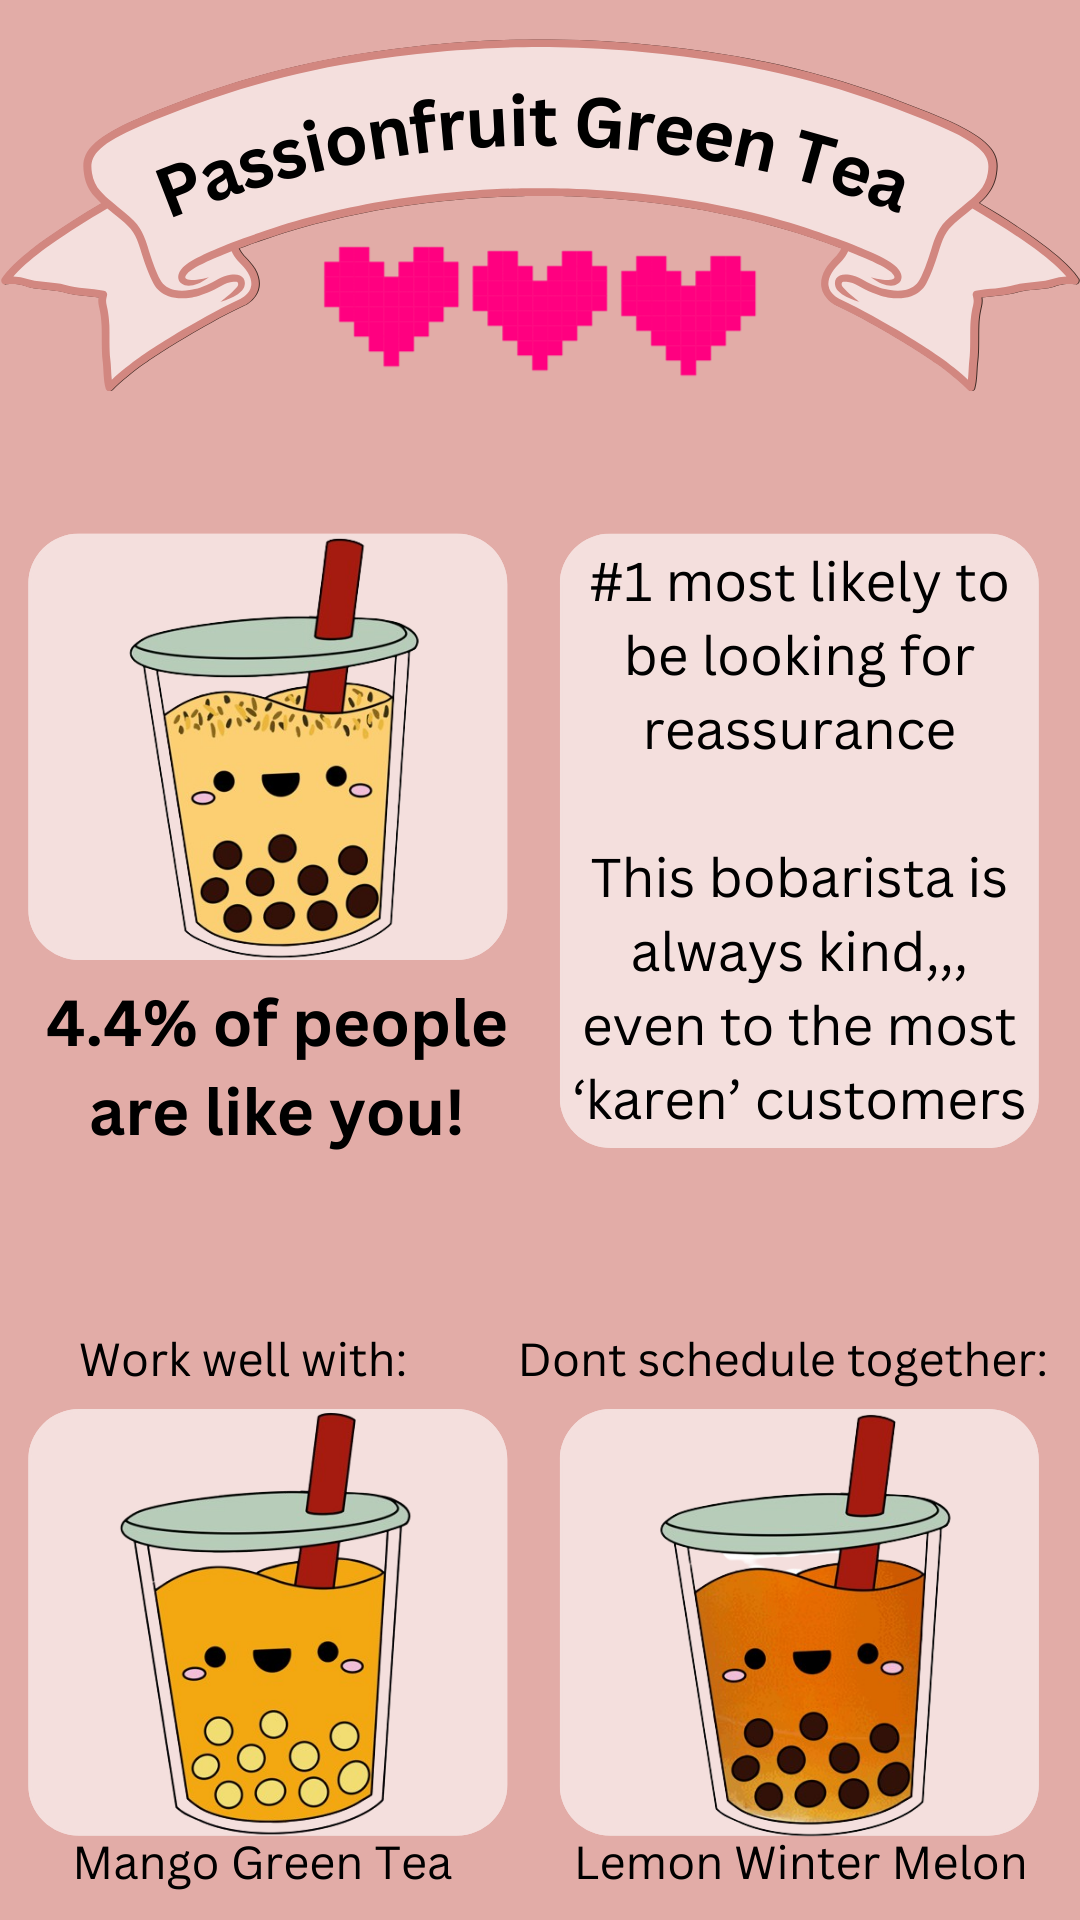 Passionfruit Green Tea
#1 most likely to
be looking for
reassurance
This bobarista is
always kind,,,
even to the most
‘karen’ customers
4.4% of people
are like you!
Work well with:
Dont schedule together:
Mango Green Tea
Lemon Winter Melon